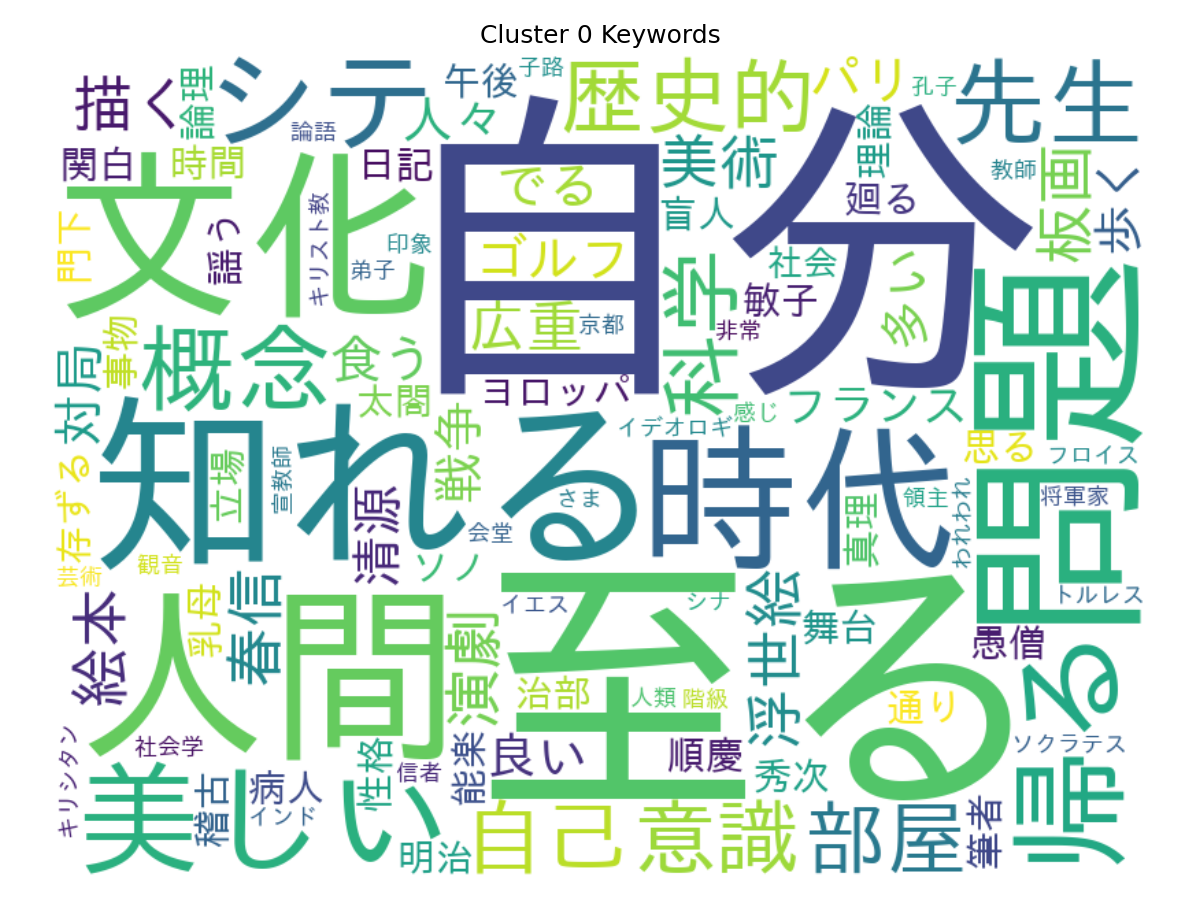 Cluster 0 Keywords
描く
論理
シテ
午後
子路
歴史的
パリ
孔子
先生
論語
人々
関白
時間
日記
美術
理論
教師
版画
歩く
文化
自分
でる
盲人
廻る
門下
謡う
キリスト教
印象
弟子
ゴルフ
社会
多い
科学
敏子
非常
広重
京都
問題
対局
事物
概念
食う
太閤
ヨロッパ
感じ
フランス
イデオロギ
思る
フロイス
知れる
時代
戦争
立場
宣教師
清源
さま
会堂
真理
領主
われわれ
将軍家
存ずる
芸術
観音
ソノ
絵本
乳母
春信
イエス
シナ
浮世絵
舞台
愚僧
トルレス
人間
至る
演劇
治部
人類
階級
通り
帰る
ソクラテス
キリシタン
社会学
性格
信者
能楽
良い
順慶
秀次
美しい
稽古
病人
インド
明治
自己
意識
部屋
筆者